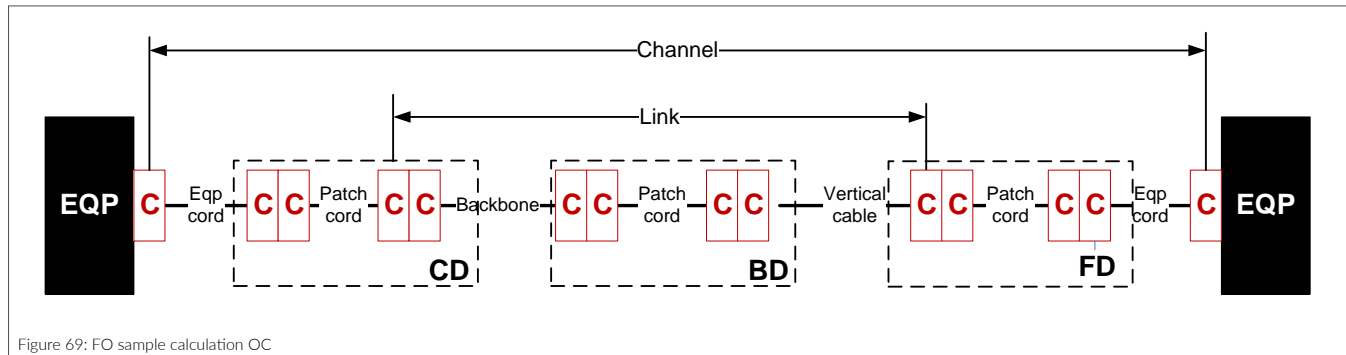 Channel
Link
EQP C Eqp cord C C Patch cord C C Backbone C C Patch cord C C Vertical cable C C Patch cord C C Eqp cord C EQP
CD BD FD
Figure 69: FO sample calculation OC